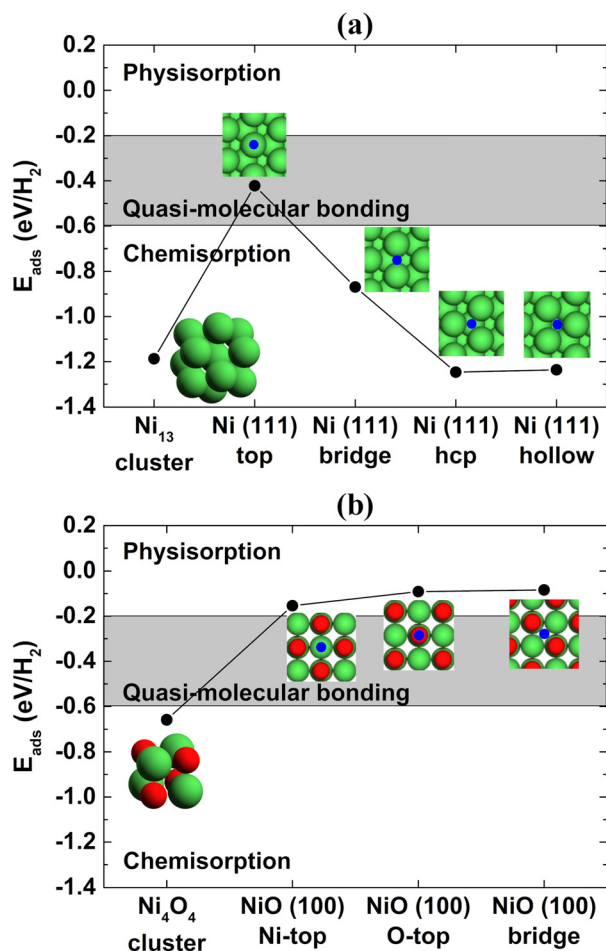 (a)
0.2
0.0
-0.2
-0.4
-0.6
-0.8
-1.0
-1.2
-1.4
E_ads (eV/H_2)
Physisorption
Quasi-molecular bonding
Chemisorption
Ni_13 cluster
Ni (111) top
Ni (111) bridge
Ni (111) hcp
Ni (111) hollow
(b)
0.2
0.0
-0.2
-0.4
-0.6
-0.8
-1.0
-1.2
-1.4
E_ads (eV/H_2)
Physisorption
Quasi-molecular bonding
Chemisorption
Ni_4O_4 cluster
NiO (100) Ni-top
NiO (100) O-top
NiO (100) bridge